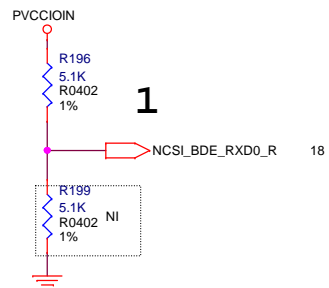 PVCCIOIN
R196
5.1K
R0402
1%
1
NCSI_BDE_RXD0_R 18
R199
5.1K
R0402 NI
1%